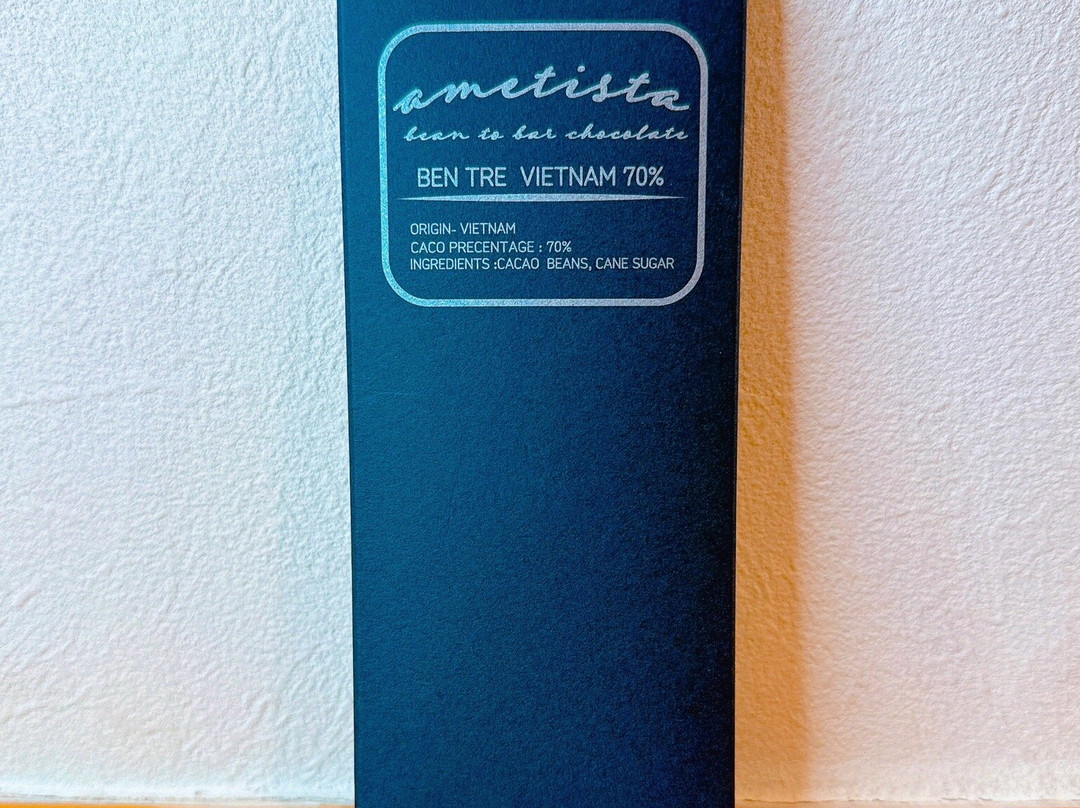 ametista
bean to bar chocolate
BEN TRE VIETNAM 70%
ORIGIN- VIETNAM
CACO PRECENTAGE : 70%
INGREDIENTS :CACAO BEANS, CANE SUGAR